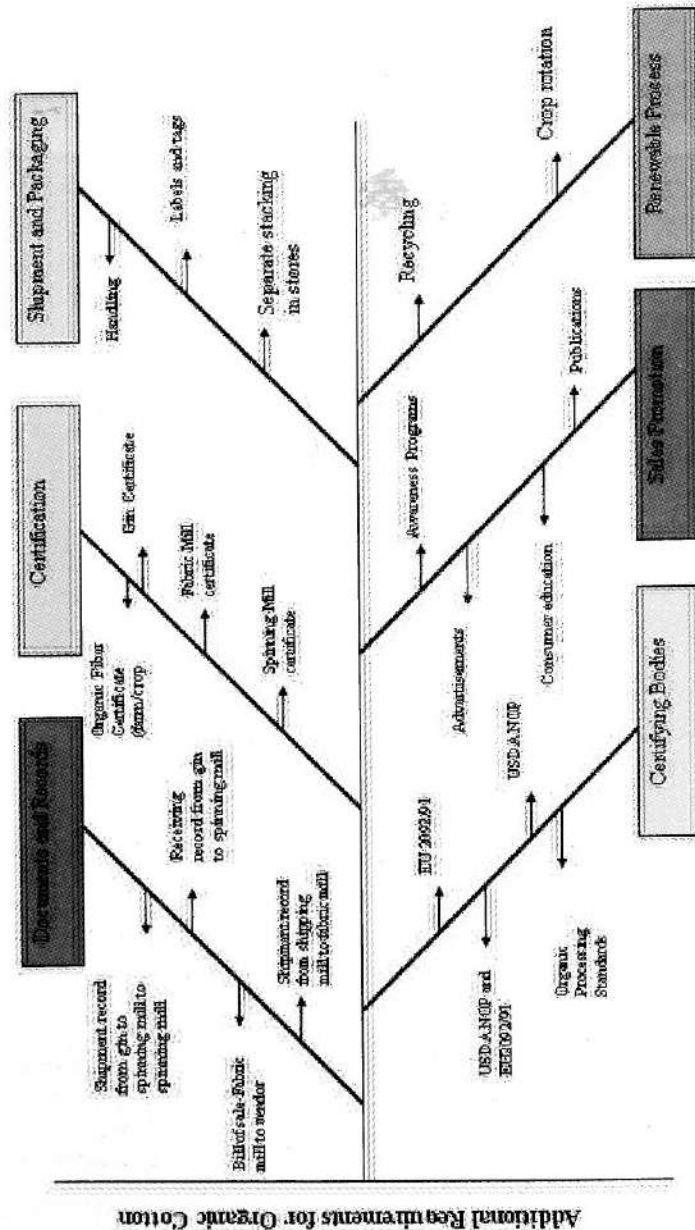 Additional Requirements for Organic Cotton
Documents and Records
Shipment record
from gin to
spinning mill to
spinning mill
Receiving
record from gin
to spinning mill
Bill of sale-Fabric
mill to vendor
Shipment record
from shipping
mill to fabric mill
Certification
Organic Fiber
Certificate
(farm/crop
Gin Certificate
Fabric Mill
certificate
Spinning Mill
certificate
Shipment and Packaging
Handling
Labels and tags
Separate stacking
in stores
EU 2092/91
USDA NOP and
EU2092/91
USDA NOP
Organic
Processing
Standards
Certifying Bodies
Awareness Programs
Advertisements
Consumer education
Publications
Sales Promotion
Recycling
Crop rotation
Renewable Process